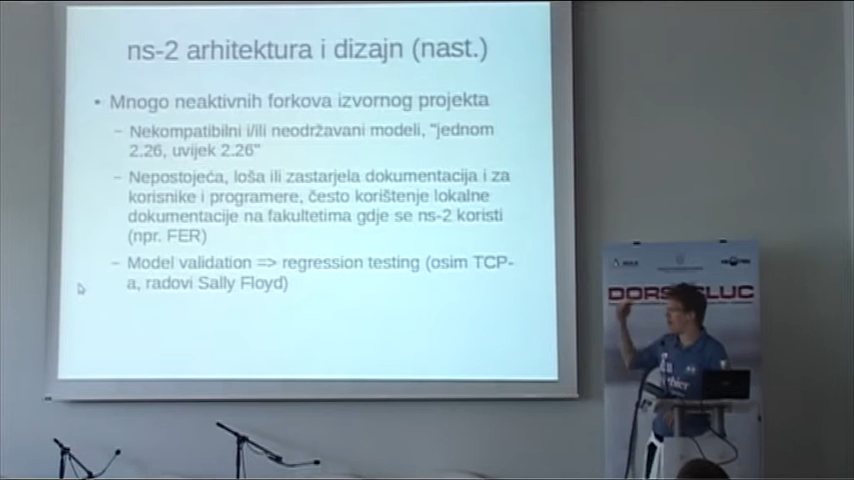 ns-2 arhitektura i dizajn (nast.)
• Mnogo neaktivnih forkova izvornog projekta
– Nekompatibilni i/ili neodržavani modeli, "jednom
2.26, uvijek 2.26"
– Nepostojeća, loša ili zastarjela dokumentacija i za
korisnike i programere, često korištenje lokalne
dokumentacije na fakultetima gdje se ns-2 koristi
(npr. FER)
– Model validation => regression testing (osim TCP-
a, radovi Sally Floyd)